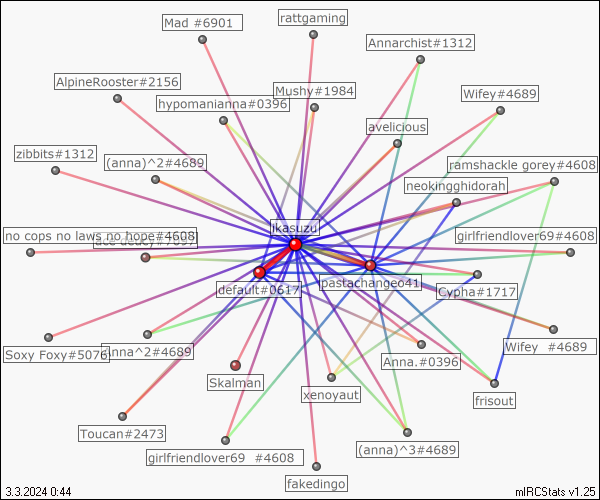 Mad #6901
rattgaming
Annarchist#1312
AlpineRooster#2156
Mushy#1984
Wifey#4689
hypomanianna#0396
avelicious
zibbits#1312
(anna)^2#4689
ramshackle gorey#4608
neokingghidorah
jkasuzu
no cops no laws no hope#4608
girlfriendlover69#4608
default#0617
pastachangeo41
Cypha#1717
Soxy Foxy#5076
Anna^2#4689
Anna.#0396
Wifey #4689
Skalman
xenoyaut
frisout
Toucan#2473
girlfriendlover69 #4608
(anna)^3#4689
fakedingo
3.3.2024 0:44
mIRCStats v1.25